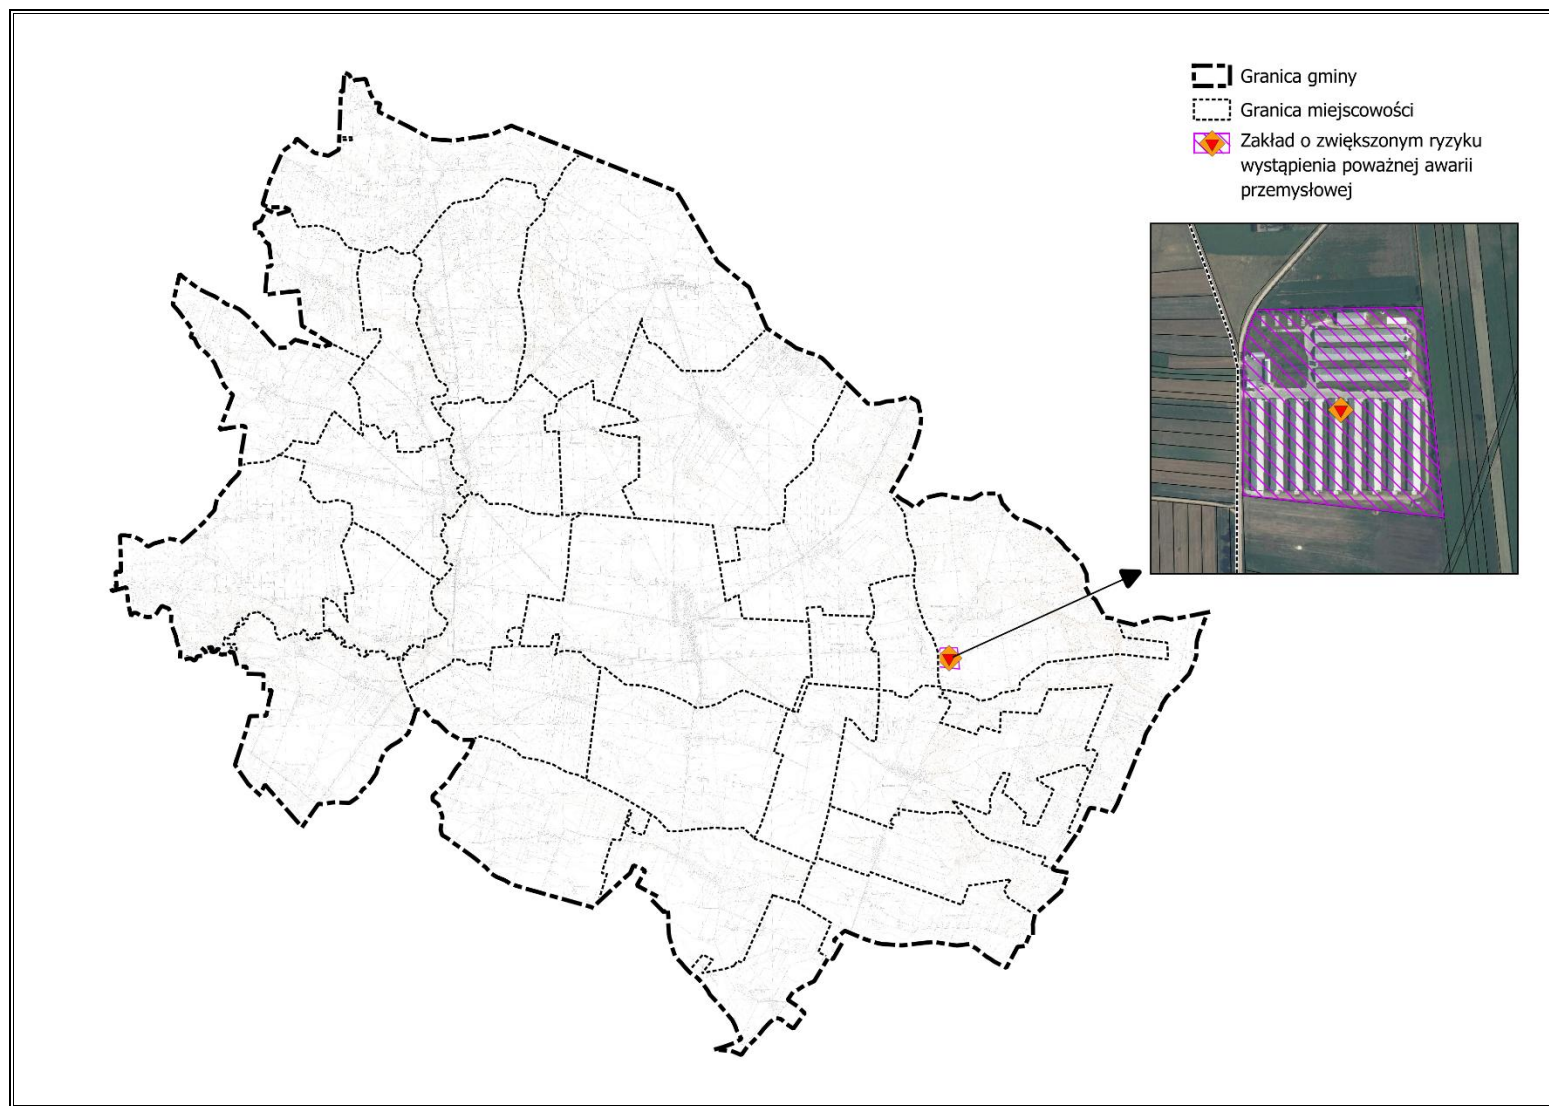 Granica gminy
Granica miejscowości
Zakład o zwiększonym ryzyku
wystąpienia poważnej awarii
przemysłowej